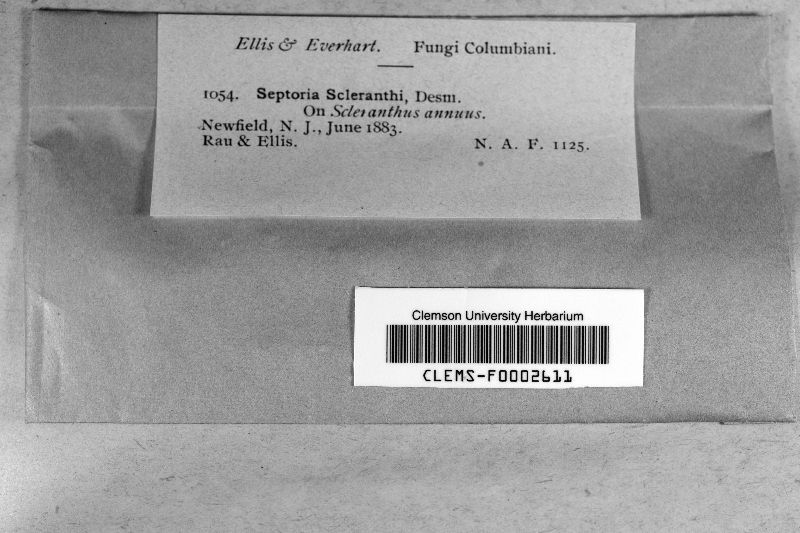 Ellis & Everhart. Fungi Columbiani.
1054. Septoria Scleranthi, Desm.
On Scleranthus annuus.
Newfield, N. J., June 1883.
Rau & Ellis. N. A. F. 1125.
Clemson University Herbarium
CLEMS-F0002611